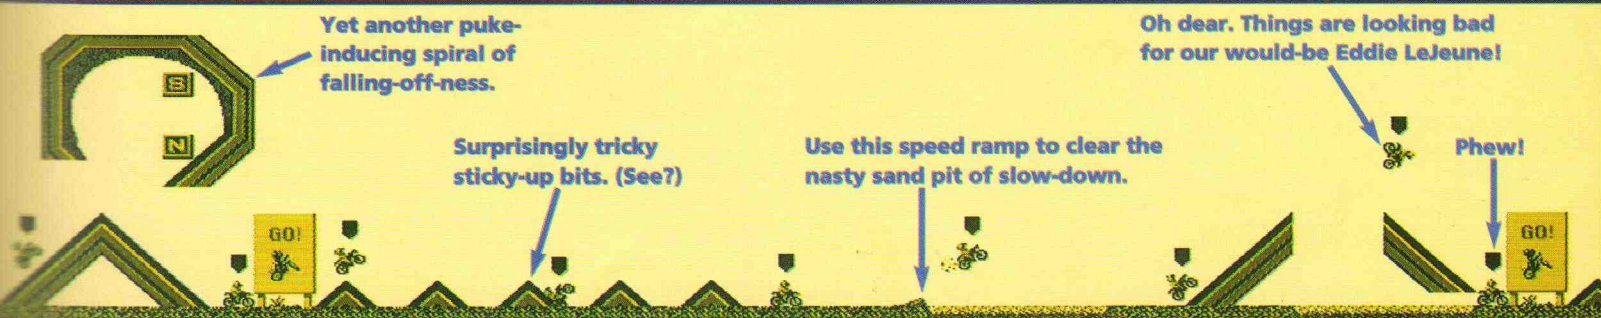 Yet another puke-
inducing spiral of
falling-off-ness.
Oh dear. Things are looking bad
for our would-be Eddie LeJeune!
S
N
Surprisingly tricky
sticky-up bits. (See?)
Use this speed ramp to clear the
nasty sand pit of slow-down.
Phew!
GO!
GO!